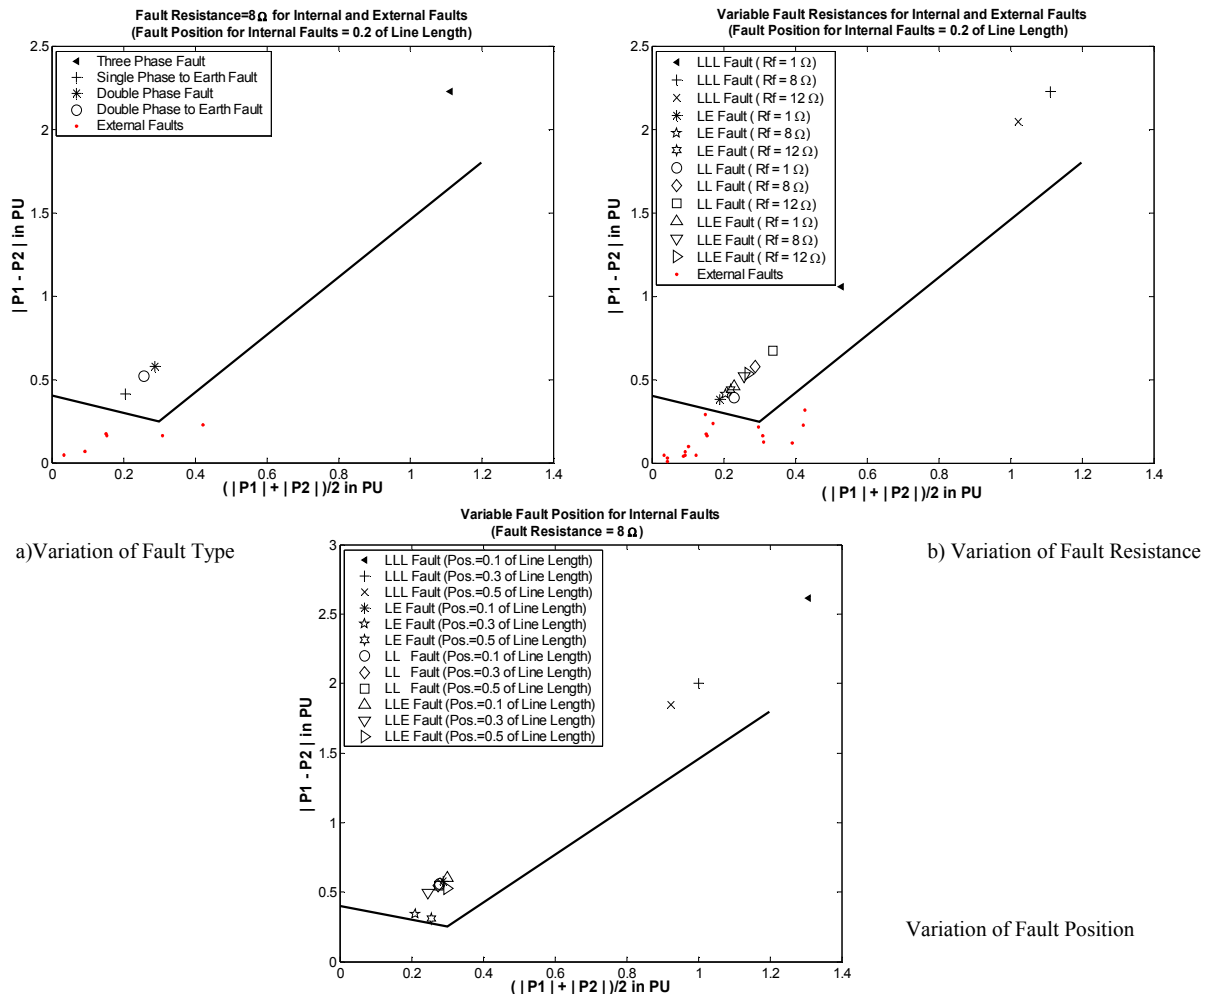 Fault Resistance=8Ω for Internal and External Faults
(Fault Position for Internal Faults = 0.2 of Line Length)
2.5
2
1.5
1
0.5
0
| P1 - P2 | in PU
Three Phase Fault
Single Phase to Earth Fault
Double Phase Fault
Double Phase to Earth Fault
External Faults
0 0.2 0.4 0.6 0.8 1 1.2 1.4
( | P1 | + | P2 | )/2 in PU
Variable Fault Resistances for Internal and External Faults
(Fault Position for Internal Faults = 0.2 of Line Length)
2.5
2
1.5
1
0.5
0
| P1 - P2 | in PU
LLL Fault ( Rf = 1 Ω)
LLL Fault ( Rf = 8 Ω)
LLL Fault ( Rf = 12 Ω)
LE Fault ( Rf = 1 Ω)
LE Fault ( Rf = 8 Ω)
LE Fault ( Rf = 12 Ω)
LL Fault ( Rf = 1 Ω)
LL Fault ( Rf = 8 Ω)
LL Fault ( Rf = 12 Ω)
LLE Fault ( Rf = 1 Ω)
LLE Fault ( Rf = 8 Ω)
LLE Fault ( Rf = 12 Ω)
External Faults
0 0.2 0.4 0.6 0.8 1 1.2 1.4
( | P1 | + | P2 | )/2 in PU
a)Variation of Fault Type
b) Variation of Fault Resistance
Variable Fault Position for Internal Faults
(Fault Resistance = 8Ω)
3
2.5
2
1.5
1
0.5
0
| P1 - P2 | in PU
LLL Fault (Pos.=0.1 of Line Length)
LLL Fault (Pos.=0.3 of Line Length)
LLL Fault (Pos.=0.5 of Line Length)
LE Fault (Pos.=0.1 of Line Length)
LE Fault (Pos.=0.3 of Line Length)
LE Fault (Pos.=0.5 of Line Length)
LL Fault (Pos.=0.1 of Line Length)
LL Fault (Pos.=0.3 of Line Length)
LL Fault (Pos.=0.5 of Line Length)
LLE Fault (Pos.=0.1 of Line Length)
LLE Fault (Pos.=0.3 of Line Length)
LLE Fault (Pos.=0.5 of Line Length)
0 0.2 0.4 0.6 0.8 1 1.2 1.4
( | P1 | + | P2 | )/2 in PU
Variation of Fault Position